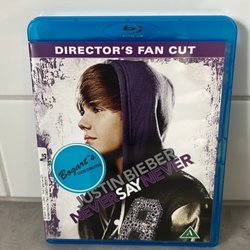 DIRECTOR'S FAN CUT
Bogart's
JUSTIN BIEBER
NEVER SAY NEVER